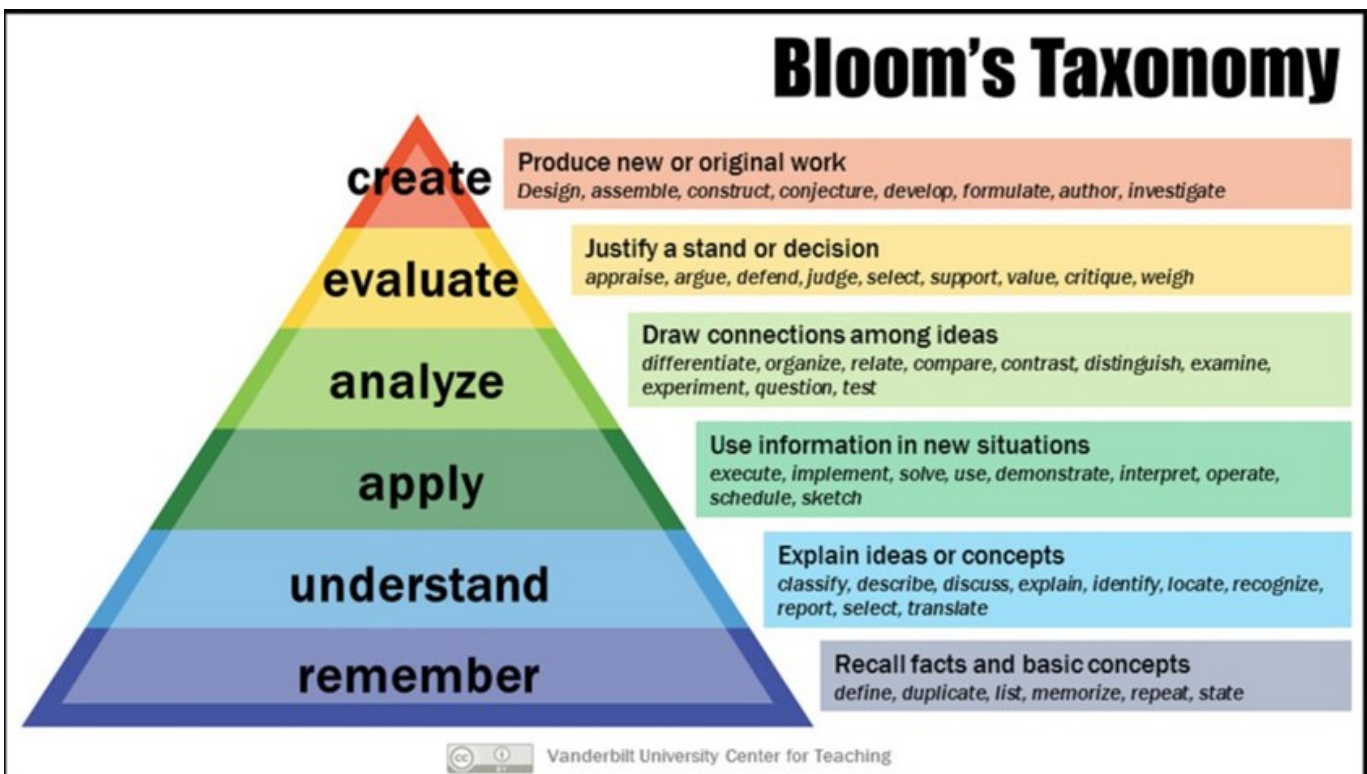 Bloom's Taxonomy
create
Produce new or original work
Design, assemble, construct, conjecture, develop, formulate, author, investigate
evaluate
Justify a stand or decision
appraise, argue, defend, judge, select, support, value, critique, weigh
analyze
Draw connections among ideas
differentiate, organize, relate, compare, contrast, distinguish, examine,
experiment, question, test
apply
Use information in new situations
execute, implement, solve, use, demonstrate, interpret, operate,
schedule, sketch
understand
Explain ideas or concepts
classify, describe, discuss, explain, identify, locate, recognize,
report, select, translate
remember
Recall facts and basic concepts
define, duplicate, list, memorize, repeat, state
cc
BY
Vanderbilt University Center for Teaching